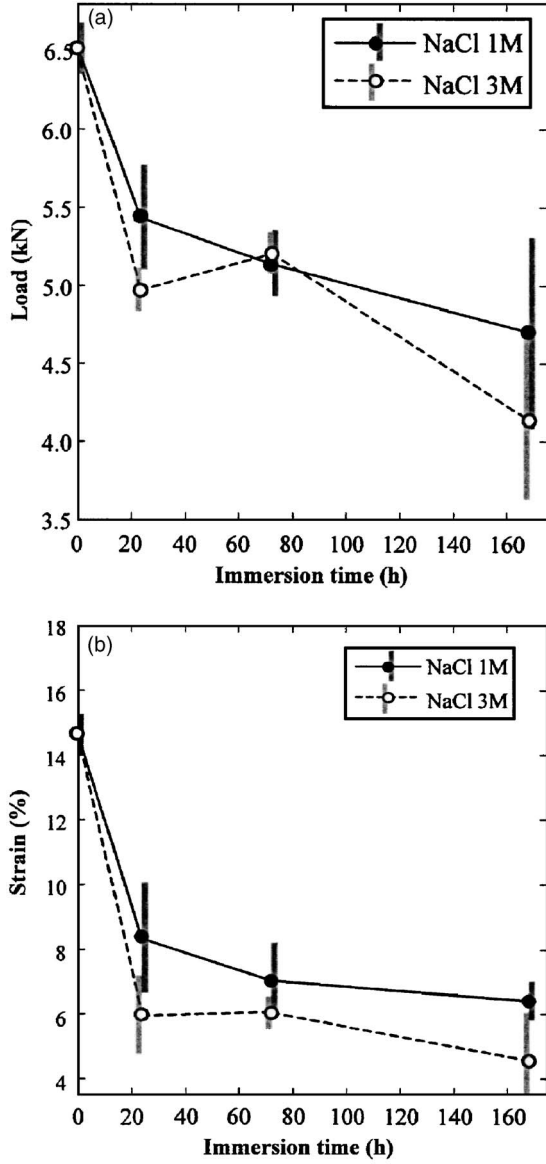 (a)
NaCl 1M
NaCl 3M
6.5
6.0
5.5
5.0
4.5
4.0
3.5
Load (kN)
0 20 40 60 80 100 120 140 160
Immersion time (h)
(b)
NaCl 1M
NaCl 3M
18
16
14
12
10
8
6
4
Strain (%)
0 20 40 60 80 100 120 140 160
Immersion time (h)